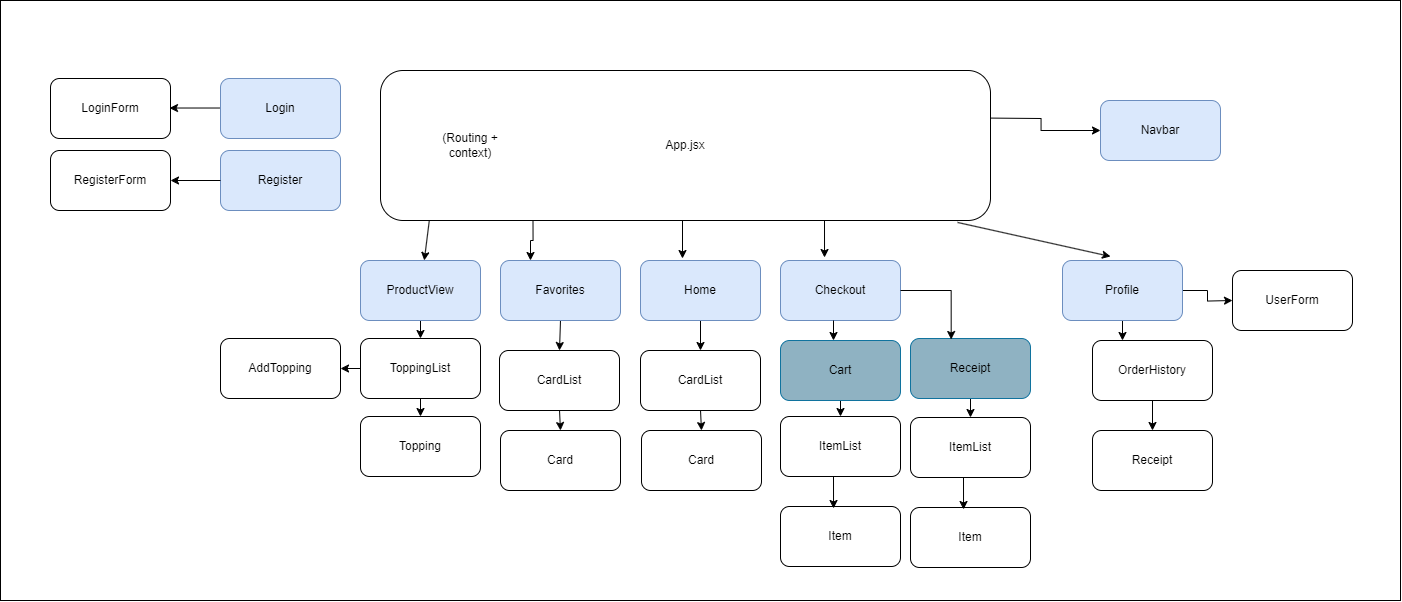 LoginForm
Login
RegisterForm
Register
(Routing +
context)
App.jsx
Navbar
ProductView
Favorites
Home
Checkout
Profile
UserForm
AddTopping
ToppingList
CardList
CardList
Cart
Receipt
OrderHistory
Topping
Card
Card
ItemList
ItemList
Receipt
Item
Item